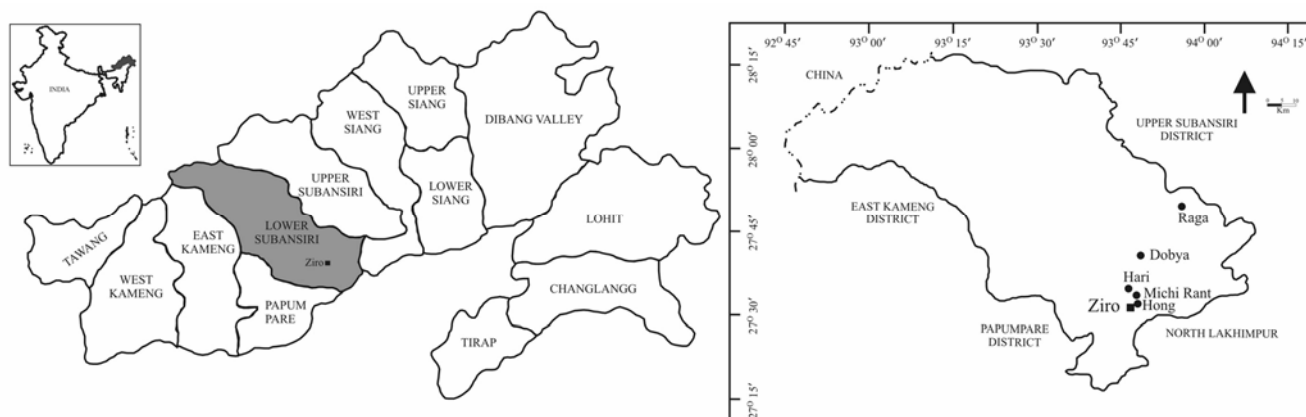 INDIA
UPPER
SIANG
WEST
SIANG
DIBANG VALLEY
UPPER
SUBANSIRI
LOWER
SIANG
LOHIT
LOWER
SUBANSIRI
Ziro
TAWANG
EAST
KAMENG
WEST
KAMENG
PAPUM
PARE
CHANGLANGG
TIRAP
92° 45′ 93° 00′ 93° 15′ 93° 30′ 93° 45′ 94° 00′ 94° 15′
28° 15′
28° 00′
27° 45′
27° 30′
27° 15′
CHINA
0 5 10
Km
UPPER SUBANSIRI
DISTRICT
EAST KAMENG
DISTRICT
Raga
Dobya
Hari
Michi Rant
Hong
Ziro
PAPUMPARE
DISTRICT
NORTH LAKHIMPUR